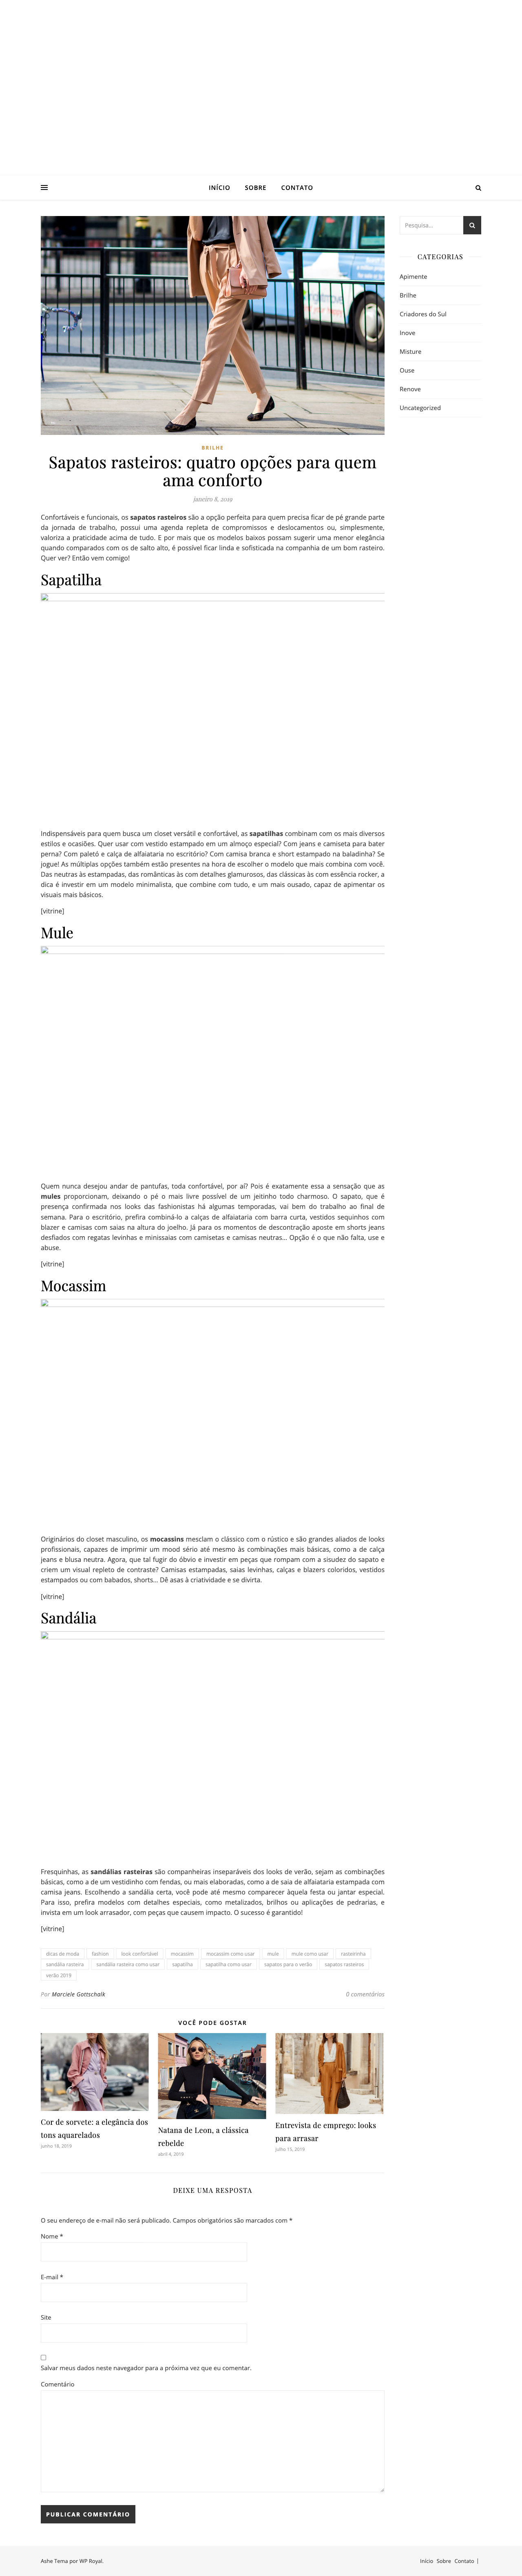 INÍCIO SOBRE CONTATO
Pesquisa...
CATEGORIAS
Apimente
Brilhe
Criadores do Sul
Inove
Misture
Ouse
Renove
Uncategorized
BRILHE
Sapatos rasteiros: quatro opções para quem
ama conforto
janeiro 8, 2019
Confortáveis e funcionais, os sapatos rasteiros são a opção perfeita para quem precisa ficar de pé grande parte
da jornada de trabalho, possui uma agenda repleta de compromissos e deslocamentos ou, simplesmente,
valoriza a praticidade acima de tudo. E por mais que os modelos baixos possam sugerir uma menor elegância
quando comparados com os de salto alto, é possível ficar linda e sofisticada na companhia de um bom rasteiro.
Quer ver? Então vem comigo!
Sapatilha
Indispensáveis para quem busca um closet versátil e confortável, as sapatilhas combinam com os mais diversos
estilos e ocasiões. Quer usar com vestido estampado em um almoço especial? Com jeans e camiseta para bater
perna? Com paletó e calça de alfaiataria no escritório? Com camisa branca e short estampado na baladinha? Se
jogue! As múltiplas opções também estão presentes na hora de escolher o modelo que mais combina com você.
Das neutras às estampadas, das românticas às com detalhes glamurosos, das clássicas às com essência rocker, a
dica é investir em um modelo minimalista, que combine com tudo, e um mais ousado, capaz de apimentar os
visuais mais básicos.
[vitrine]
Mule
Quem nunca desejou andar de pantufas, toda confortável, por aí? Pois é exatamente essa a sensação que as
mules proporcionam, deixando o pé o mais livre possível de um jeitinho todo charmoso. O sapato, que é
presença confirmada nos looks das fashionistas há algumas temporadas, vai bem do trabalho ao final de
semana. Para o escritório, prefira combiná-lo a calças de alfaiataria com barra curta, vestidos sequinhos com
blazer e camisas com saias na altura do joelho. Já para os momentos de descontração aposte em shorts jeans
desfiados com regatas levinhas e minissaias com camisetas e camisas neutras… Opção é o que não falta, use e
abuse.
[vitrine]
Mocassim
Originários do closet masculino, os mocassins mesclam o clássico com o rústico e são grandes aliados de looks
profissionais, capazes de imprimir um mood sério até mesmo às combinações mais básicas, como a de calça
jeans e blusa neutra. Agora, que tal fugir do óbvio e investir em peças que rompam com a sisudez do sapato e
criem um visual repleto de contraste? Camisas estampadas, saias levinhas, calças e blazers coloridos, vestidos
estampados ou com babados, shorts… Dê asas à criatividade e se divirta.
[vitrine]
Sandália
Fresquinhas, as sandálias rasteiras são companheiras inseparáveis dos looks de verão, sejam as combinações
básicas, como a de um vestidinho com fendas, ou mais elaboradas, como a de saia de alfaiataria estampada com
camisa jeans. Escolhendo a sandália certa, você pode até mesmo comparecer àquela festa ou jantar especial.
Para isso, prefira modelos com detalhes especiais, como metalizados, brilhos ou aplicações de pedrarias, e
invista em um look arrasador, com peças que causem impacto. O sucesso é garantido!
[vitrine]
dicas de moda fashion look confortável mocassim mocassim como usar mule mule como usar rasteirinha
sandália rasteira sandália rasteira como usar sapatilha sapatilha como usar sapatos para o verão sapatos rasteiros
verão 2019
Por Marciele Gottschalk 0 comentários
VOCÊ PODE GOSTAR
Cor de sorvete: a elegância dos
tons aquarelados
junho 18, 2019
Natana de Leon, a clássica
rebelde
abril 4, 2019
Entrevista de emprego: looks
para arrasar
julho 15, 2019
DEIXE UMA RESPOSTA
O seu endereço de e-mail não será publicado. Campos obrigatórios são marcados com *
Nome *
E-mail *
Site
Salvar meus dados neste navegador para a próxima vez que eu comentar.
Comentário
PUBLICAR COMENTÁRIO
Ashe Tema por WP Royal.
Início Sobre Contato |